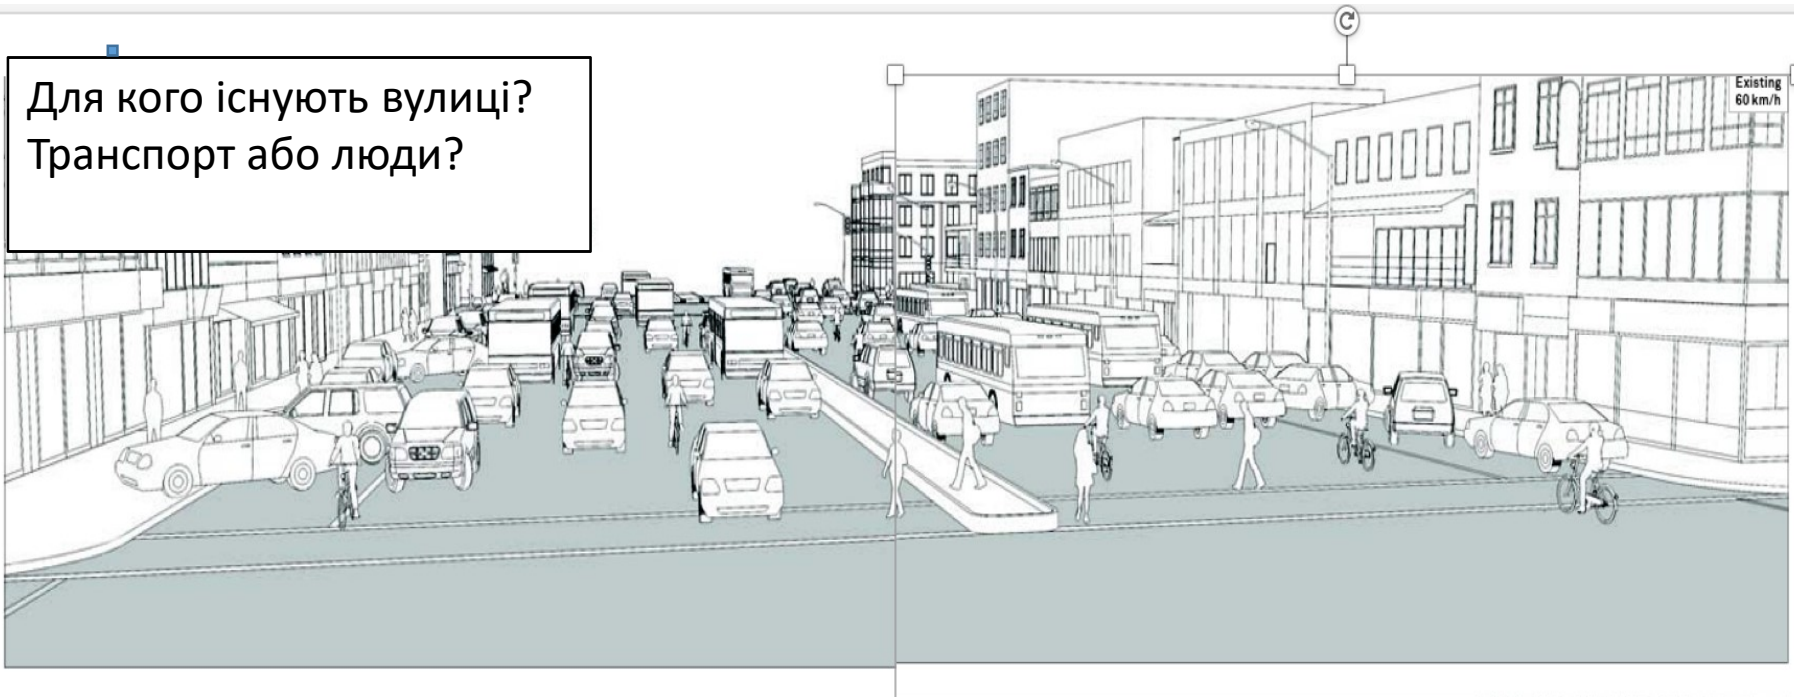 Для кого існують вулиці?
Транспорт або люди?
Existing
60 km/h